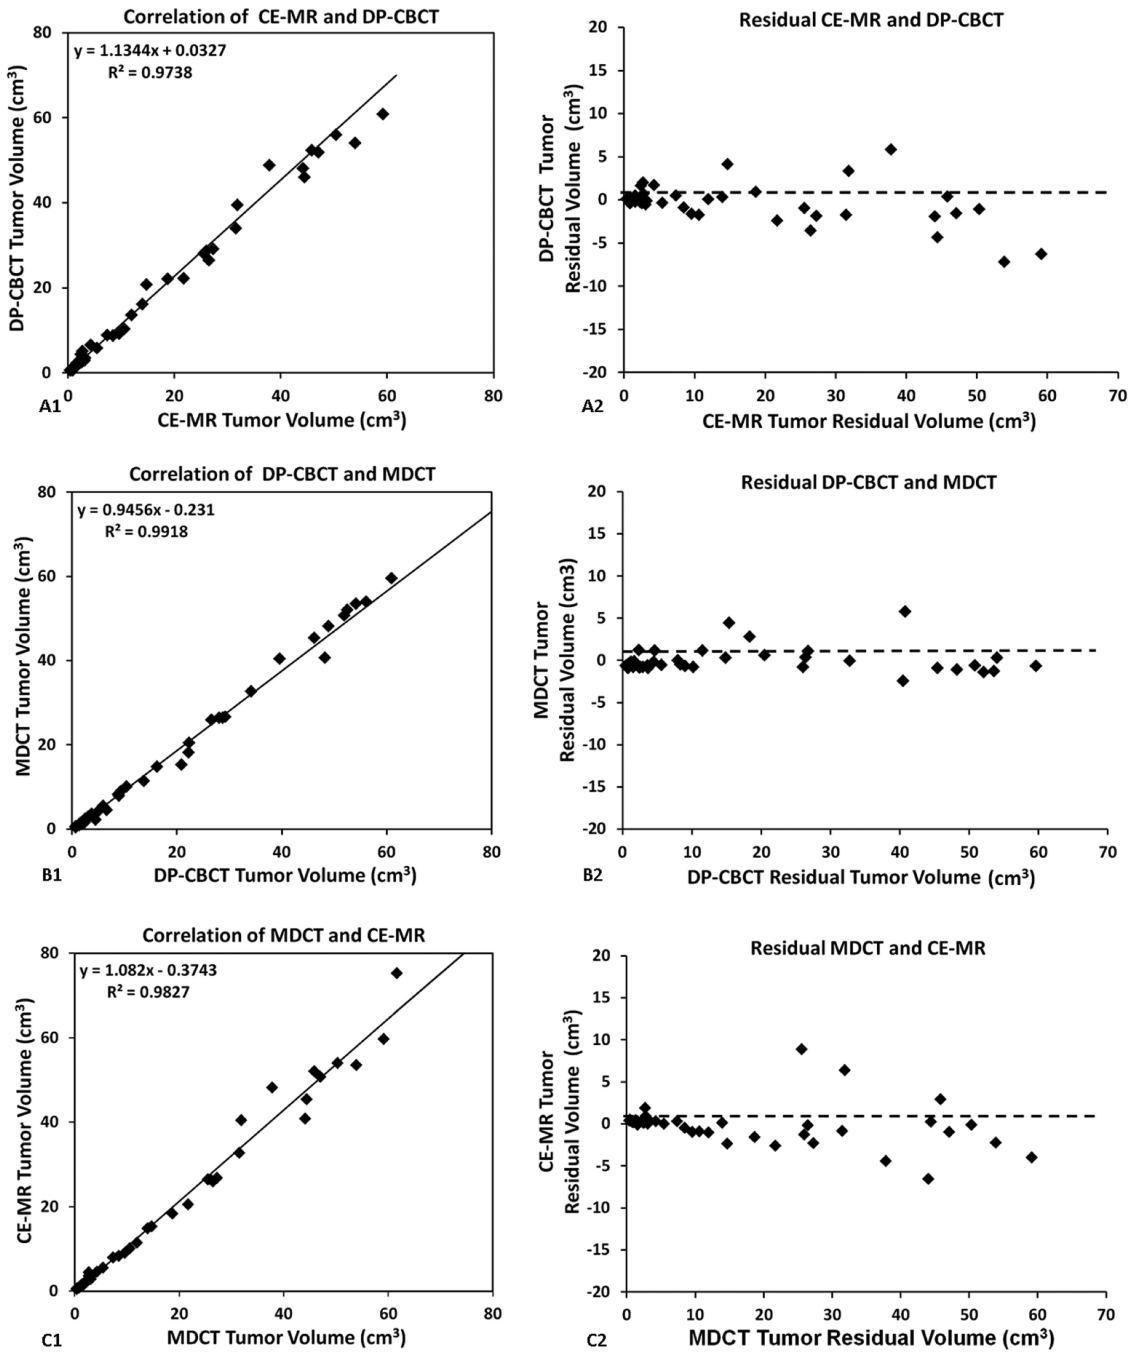 Correlation of CE-MR and DP-CBCT
80
y = 1.1344x + 0.0327
R² = 0.9738
60
40
20
0
DP-CBCT Tumor Volume (cm³)
0 20 40 60 80
A1
CE-MR Tumor Volume (cm³)
Residual CE-MR and DP-CBCT
20
15
10
5
0
-5
-10
-15
-20
DP-CBCT Tumor
Residual Volume (cm³)
0 10 20 30 40 50 60 70
A2
CE-MR Tumor Residual Volume (cm³)
Correlation of DP-CBCT and MDCT
80
y = 0.9456x - 0.231
R² = 0.9918
60
40
20
0
MDCT Tumor Volume (cm³)
0 20 40 60 80
B1
DP-CBCT Tumor Volume (cm³)
Residual DP-CBCT and MDCT
20
15
10
5
0
-5
-10
-15
-20
MDCT Tumor
Residual Volume (cm3)
0 10 20 30 40 50 60 70
B2
DP-CBCT Residual Tumor Volume (cm³)
Correlation of MDCT and CE-MR
80
y = 1.082x - 0.3743
R² = 0.9827
60
40
20
0
CE-MR Tumor Volume (cm³)
0 20 40 60 80
C1
MDCT Tumor Volume (cm³)
Residual MDCT and CE-MR
20
15
10
5
0
-5
-10
-15
-20
CE-MR Tumor
Residual Volume (cm³)
0 10 20 30 40 50 60 70
C2
MDCT Tumor Residual Volume (cm³)